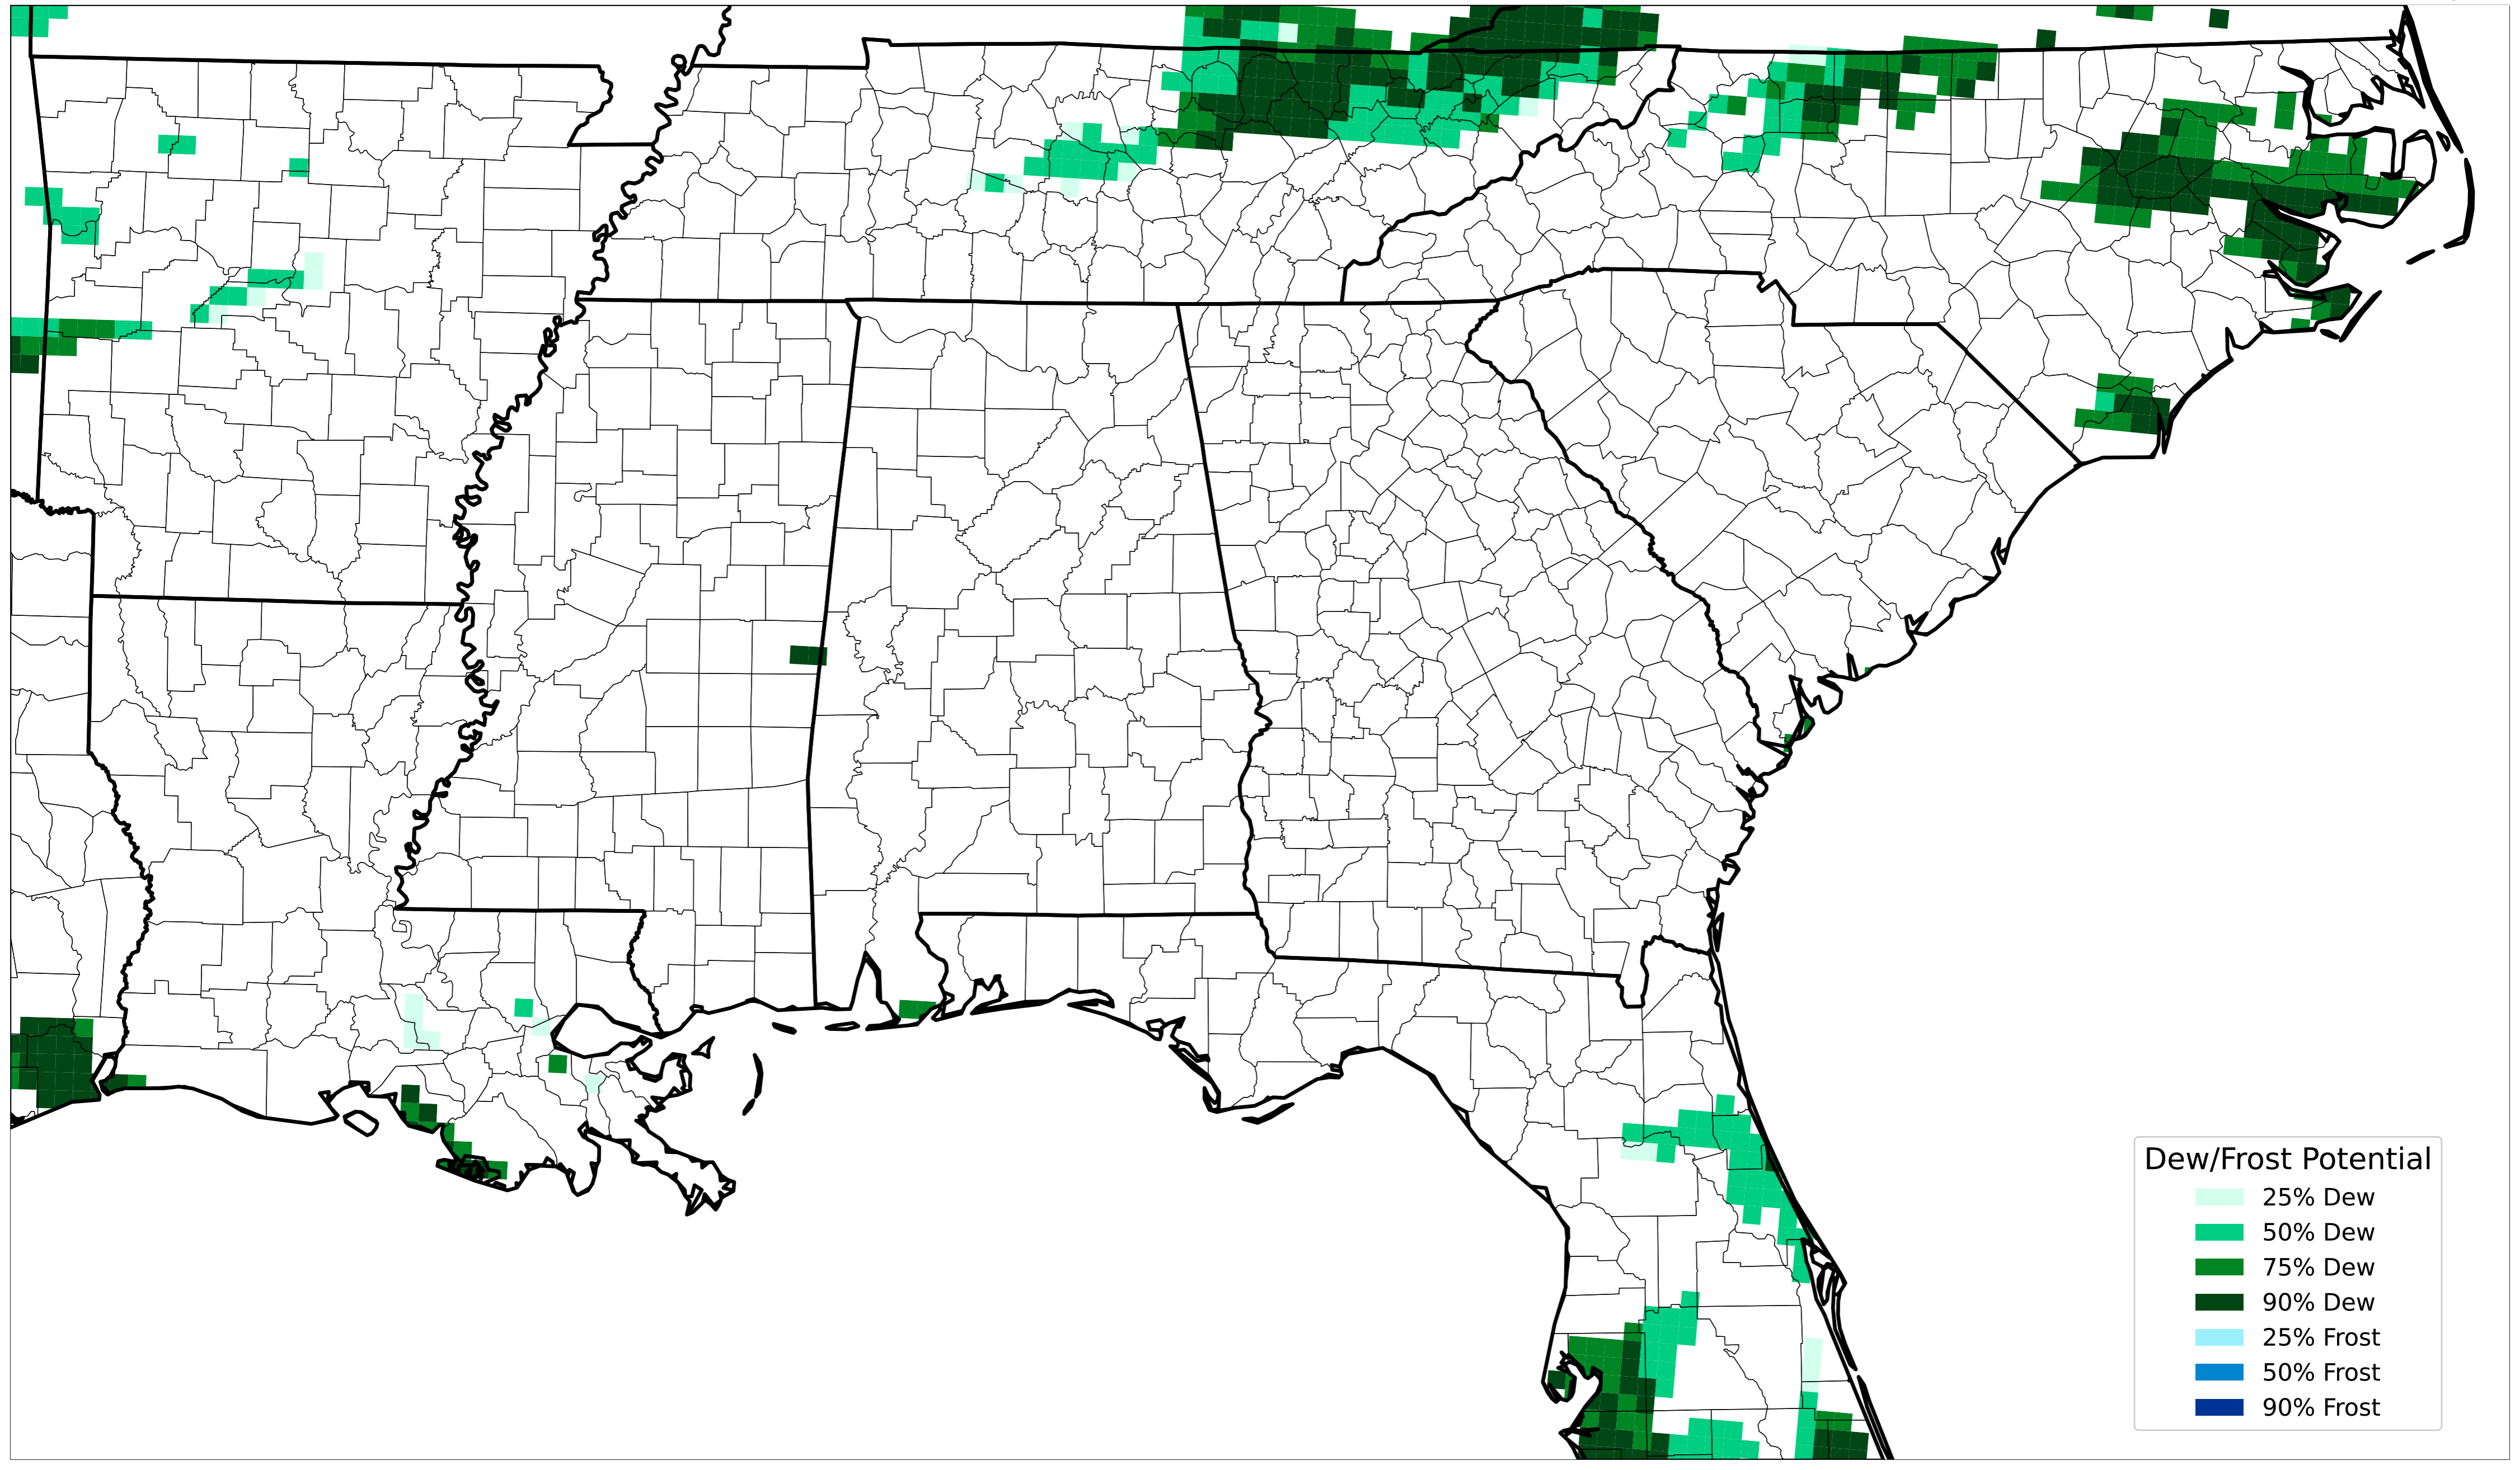 Dew/Frost Potential
25% Dew
50% Dew
75% Dew
90% Dew
25% Frost
50% Frost
90% Frost